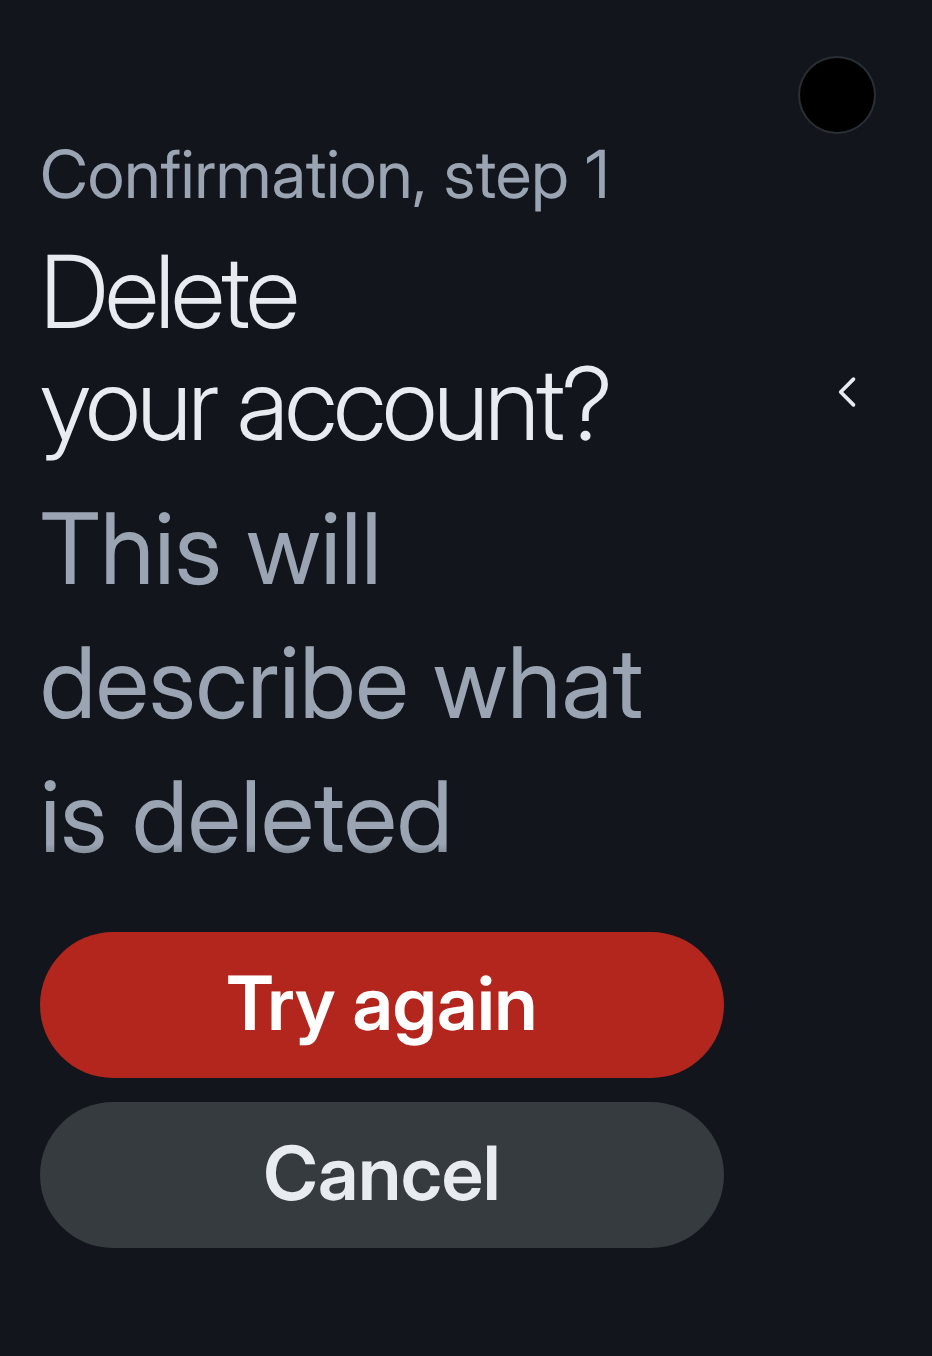 Confirmation, step 1
Delete
your account?
This will
describe what
is deleted
Try again
Cancel